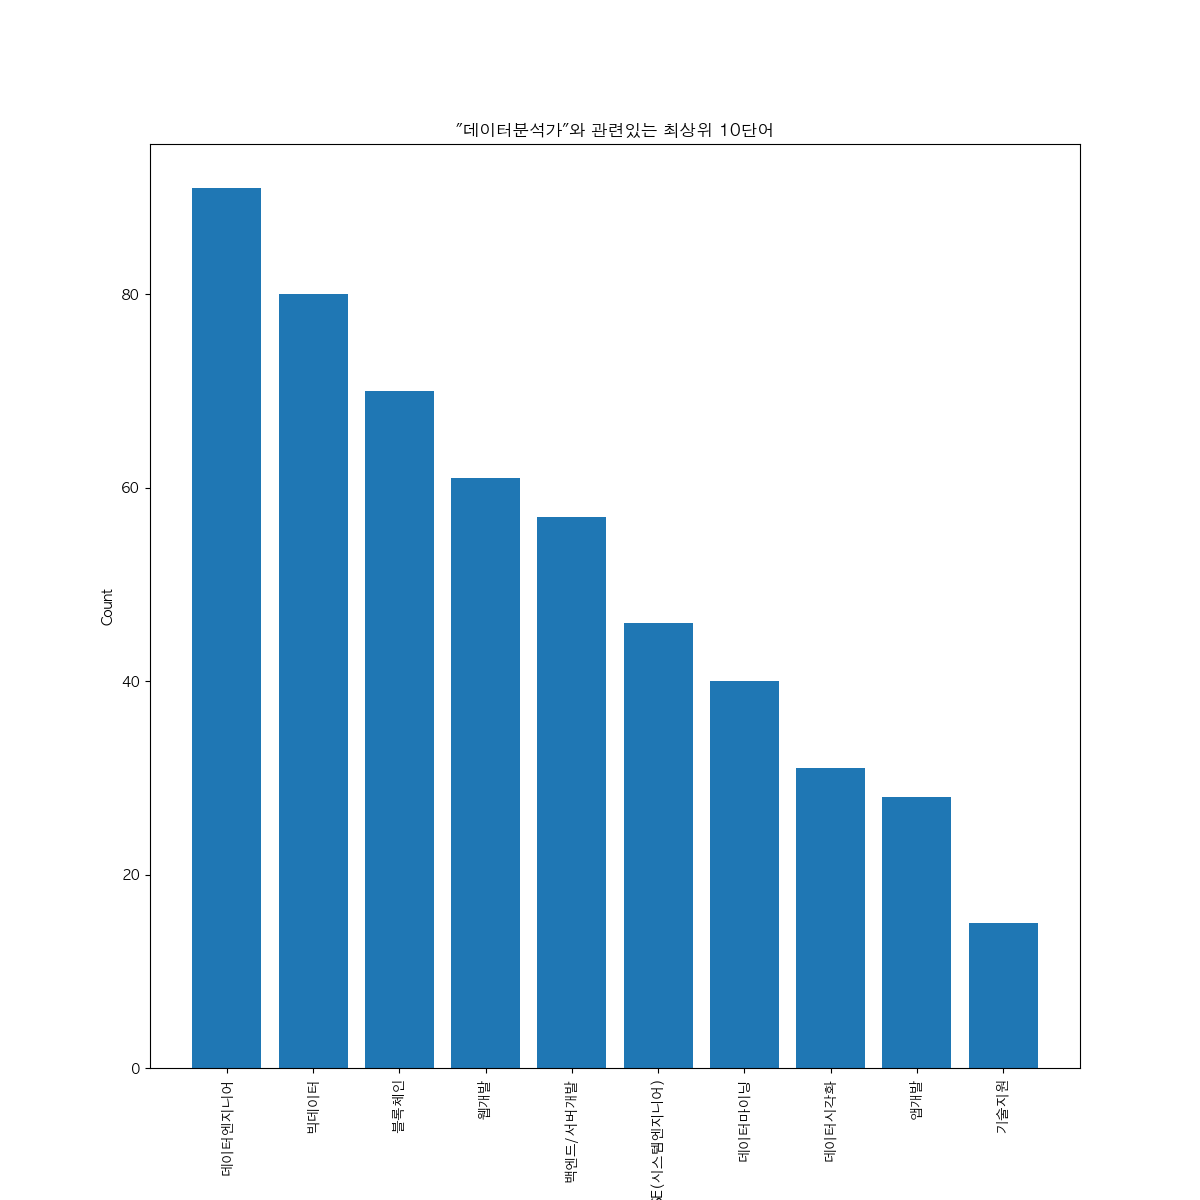 "데이터분석가"와 관련있는 최상위 10단어
Count
80
60
40
20
0
데이터엔지니어
빅데이터
블록체인
웹개발
백엔드/서버개발
SE(시스템엔지니어)
데이터마이닝
데이터시각화
앱개발
기술지원